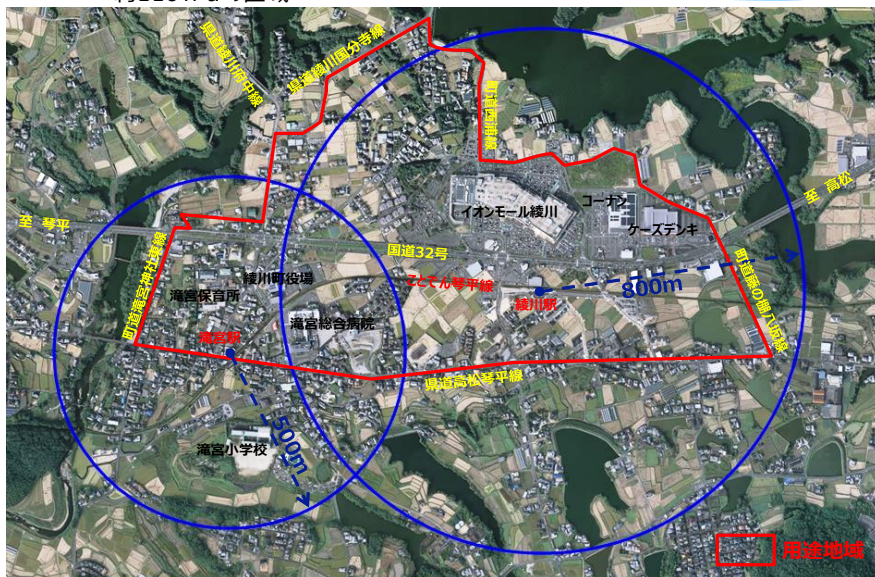 県道綾川府中線
県道綾川国分寺線
町道西浦線
至 高松
至 琴平
イオンモール綾川
コーナン
ケーズデンキ
国道32号
町道滝宮神社東線
綾川町役場
滝宮保育所
ことでん琴平線
綾川駅
800m
町道藤の棚八坂線
滝宮総合病院
滝宮駅
県道高松琴平線
500m
滝宮小学校
用途地域